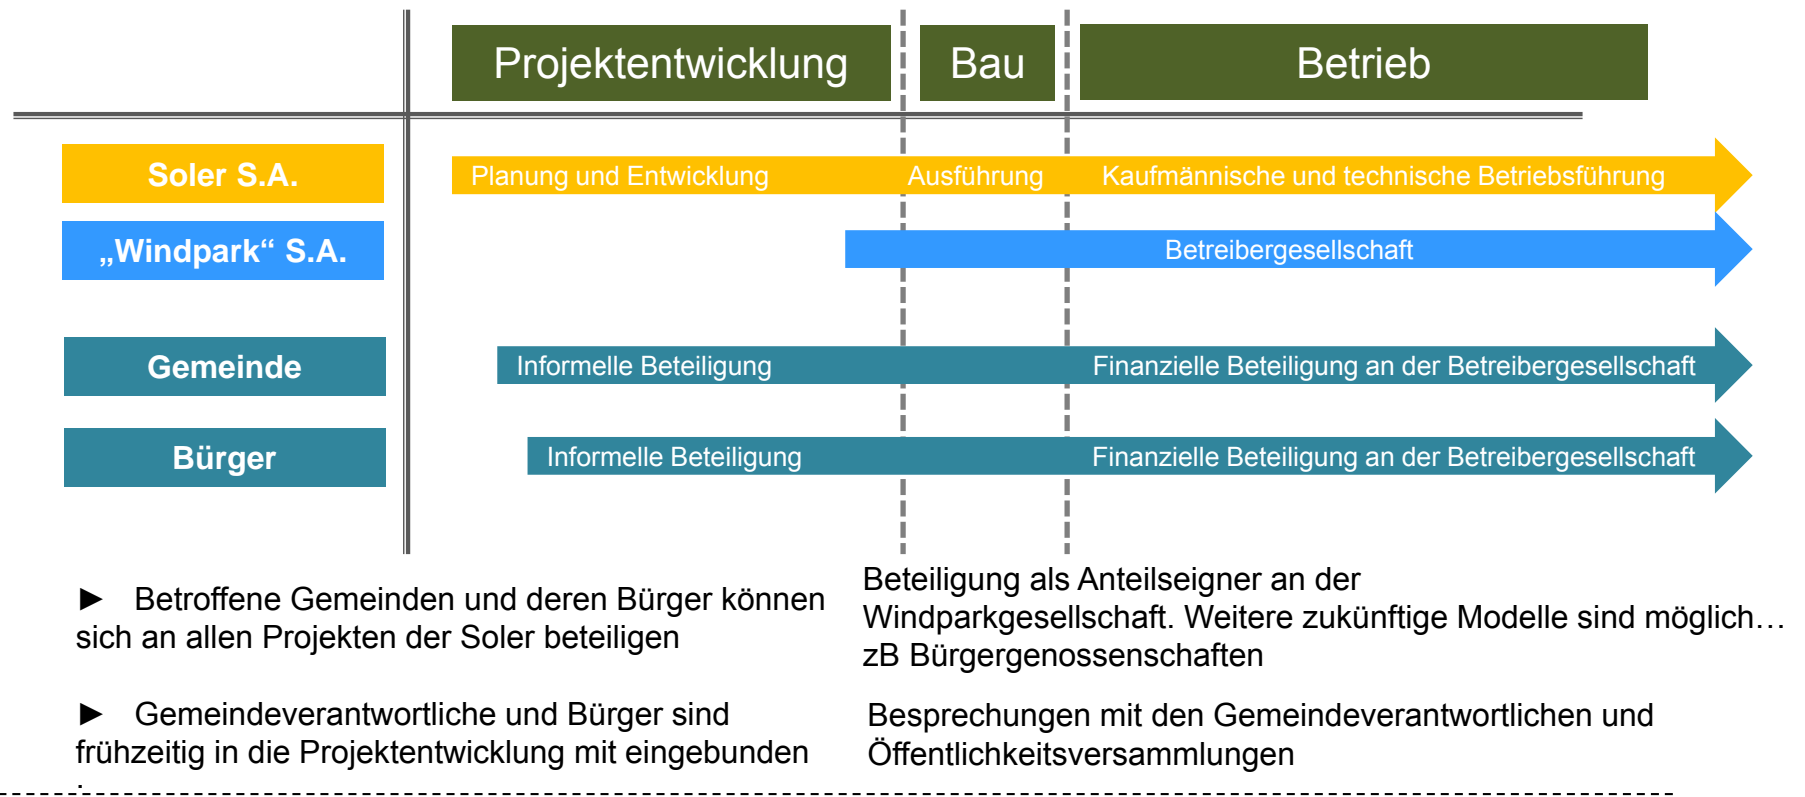 Projektentwicklung
Bau
Betrieb
Soler S.A.
Planung und Entwicklung
Ausführung
Kaufmännische und technische Betriebsführung
„Windpark“ S.A.
Betreibergesellschaft
Gemeinde
Informelle Beteiligung
Finanzielle Beteiligung an der Betreibergesellschaft
Bürger
Informelle Beteiligung
Finanzielle Beteiligung an der Betreibergesellschaft
► Betroffene Gemeinden und deren Bürger können
sich an allen Projekten der Soler beteiligen
Beteiligung als Anteilseigner an der
Windparkgesellschaft. Weitere zukünftige Modelle sind möglich…
zB Bürgergenossenschaften
► Gemeindeverantwortliche und Bürger sind
frühzeitig in die Projektentwicklung mit eingebunden
Besprechungen mit den Gemeindeverantwortlichen und
Öffentlichkeitsversammlungen